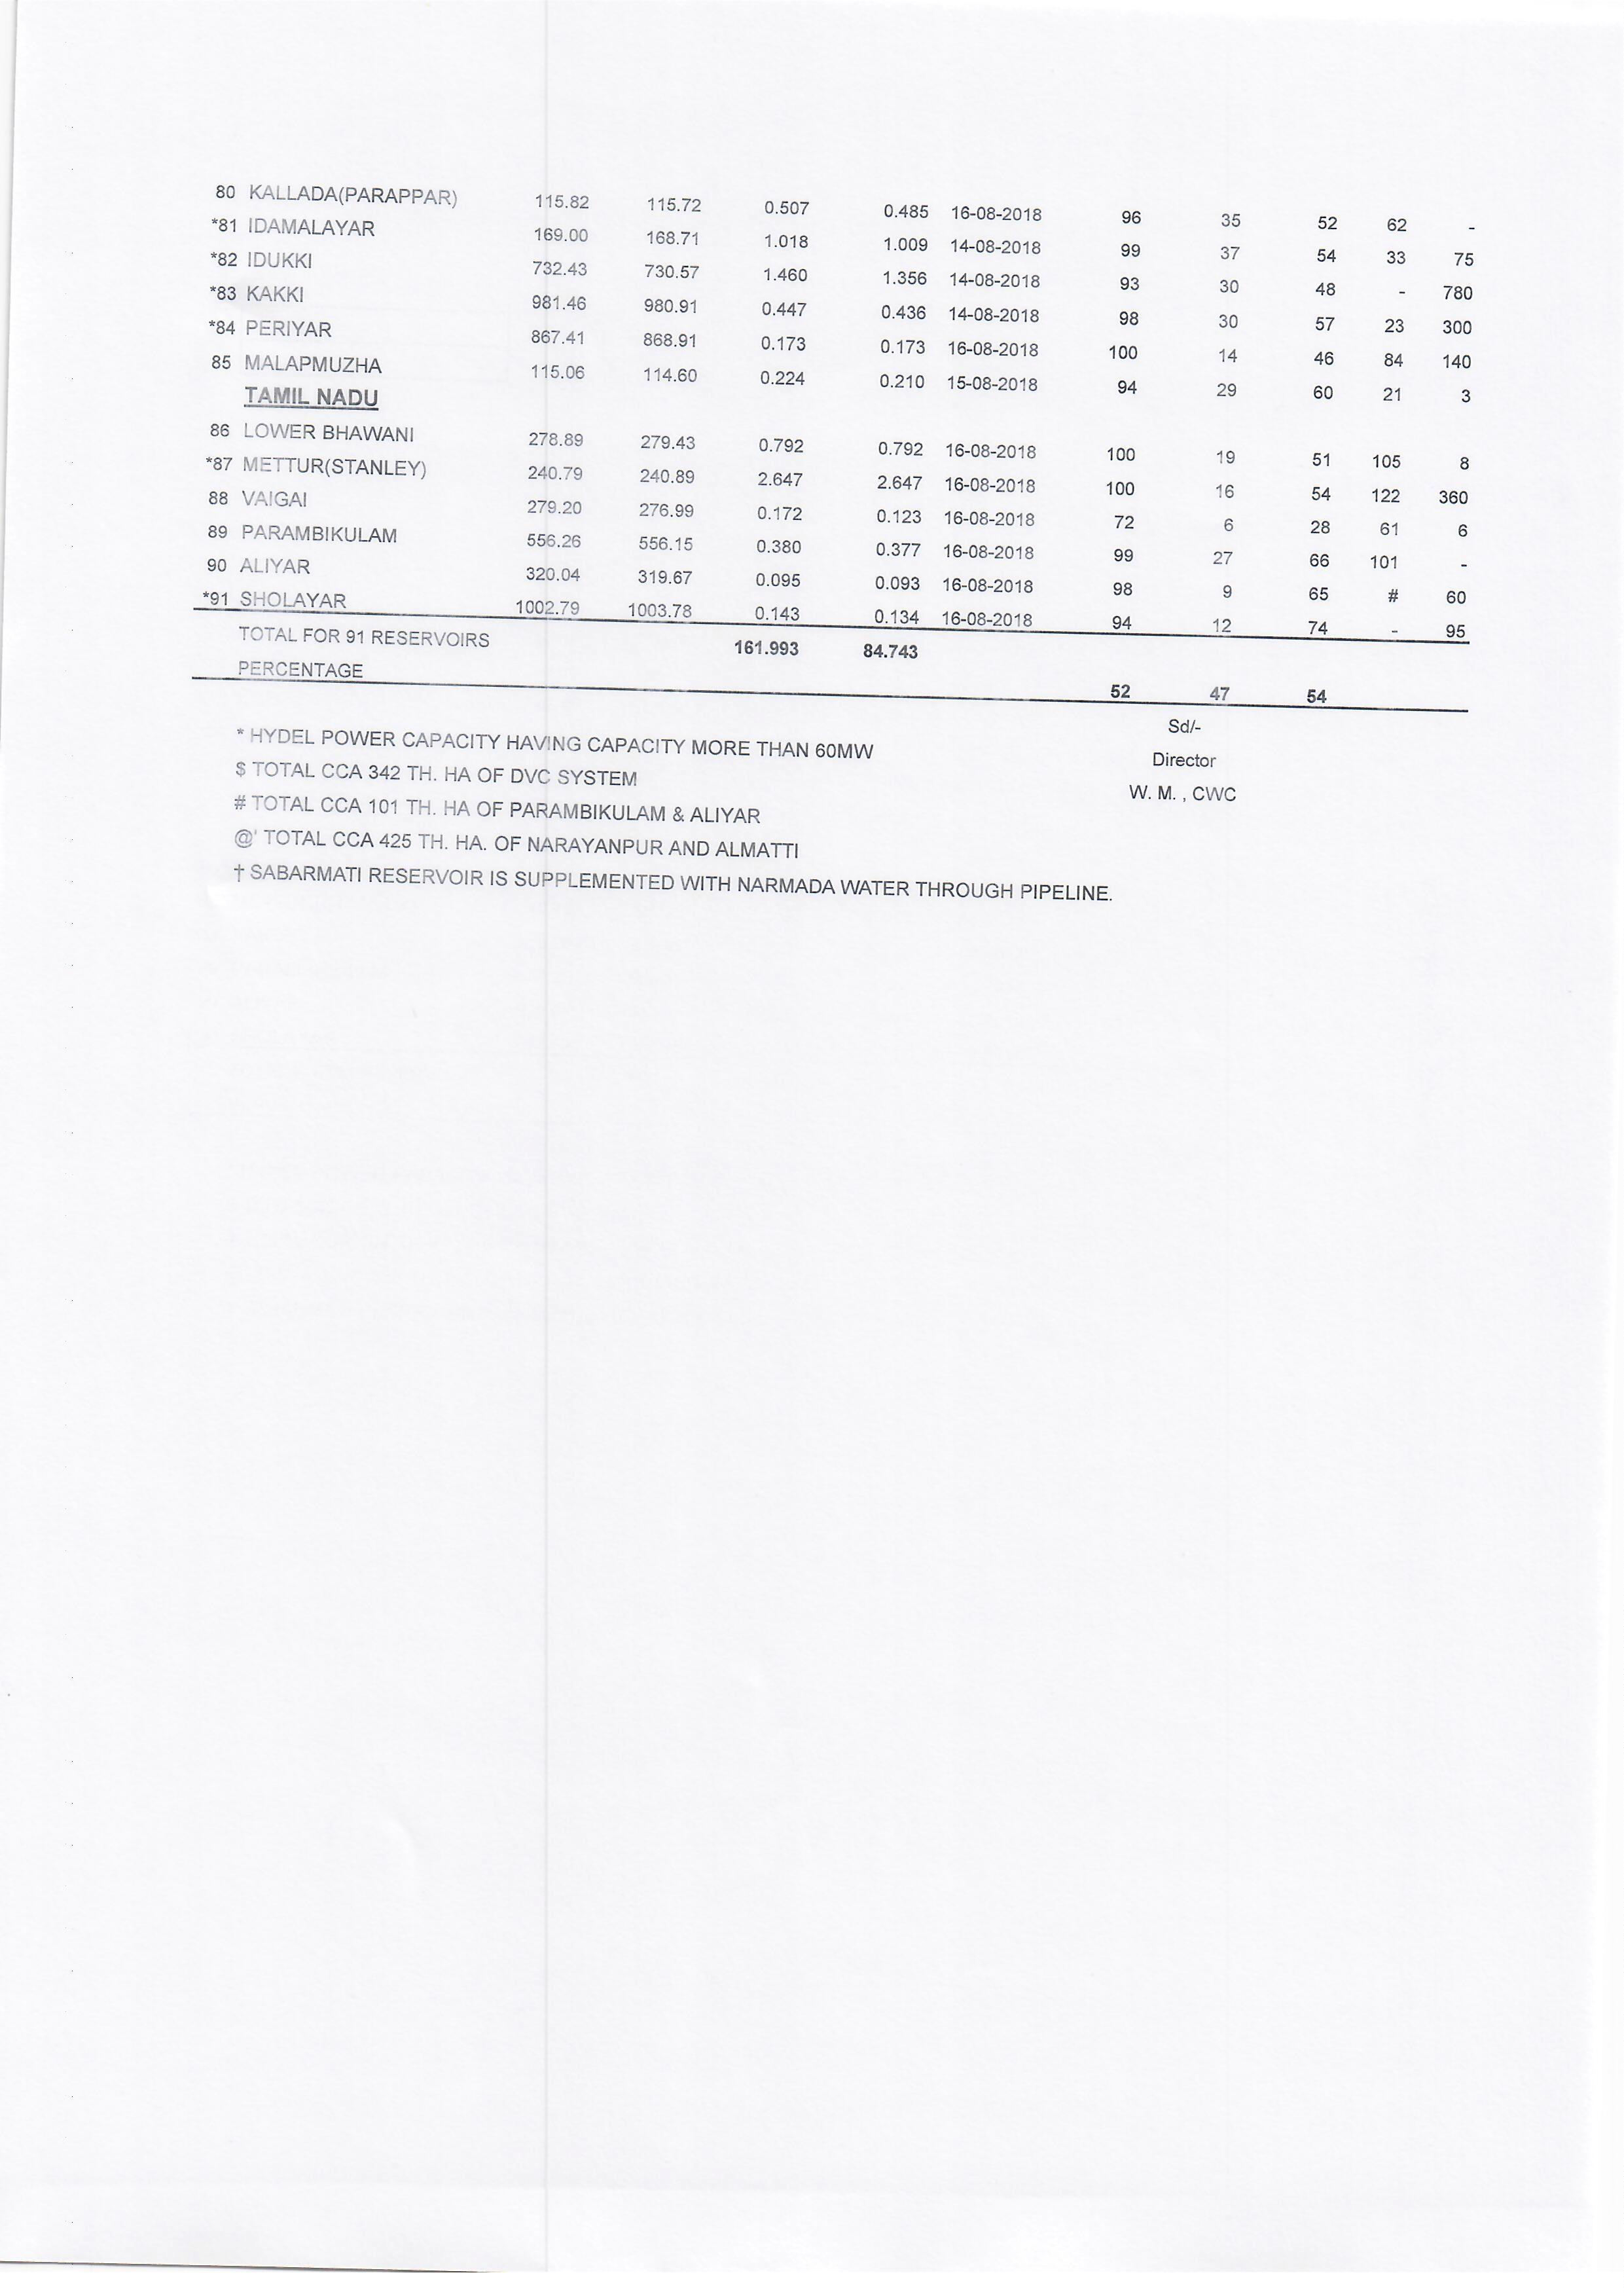 80 KALLADA(PARAPPAR) 115.82 115.72 0.507 0.485 16-08-2018 96 35 52 62 -
*81 IDAMALAYAR 169.00 168.71 1.018 1.009 14-08-2018 99 37 54 33 75
*82 IDUKKI 732.43 730.57 1.460 1.356 14-08-2018 93 30 48 - 780
*83 KAKKI 981.46 980.91 0.447 0.436 14-08-2018 98 30 57 23 300
*84 PERIYAR 867.41 868.91 0.173 0.173 16-08-2018 100 14 46 84 140
85 MALAPMUZHA 115.06 114.60 0.224 0.210 15-08-2018 94 29 60 21 3
TAMIL NADU
86 LOWER BHAWANI 278.89 279.43 0.792 0.792 16-08-2018 100 19 51 105 8
*87 METTUR(STANLEY) 240.79 240.89 2.647 2.647 16-08-2018 100 16 54 122 360
88 VAIGAI 279.20 276.99 0.172 0.123 16-08-2018 72 6 28 61 6
89 PARAMBIKULAM 556.26 556.15 0.380 0.377 16-08-2018 99 27 66 101 -
90 ALIYAR 320.04 319.67 0.095 0.093 16-08-2018 98 9 65 # 60
*91 SHOLAYAR 1002.79 1003.78 0.143 0.134 16-08-2018 94 12 74 - 95
TOTAL FOR 91 RESERVOIRS 161.993 84.743
PERCENTAGE 52 47 54
* HYDEL POWER CAPACITY HAVING CAPACITY MORE THAN 60MW
$ TOTAL CCA 342 TH. HA OF DVC SYSTEM
# TOTAL CCA 101 TH. HA OF PARAMBIKULAM & ALIYAR
@' TOTAL CCA 425 TH. HA. OF NARAYANPUR AND ALMATTI
† SABARMATI RESERVOIR IS SUPPLEMENTED WITH NARMADA WATER THROUGH PIPELINE.
Sd/-
Director
W. M. , CWC